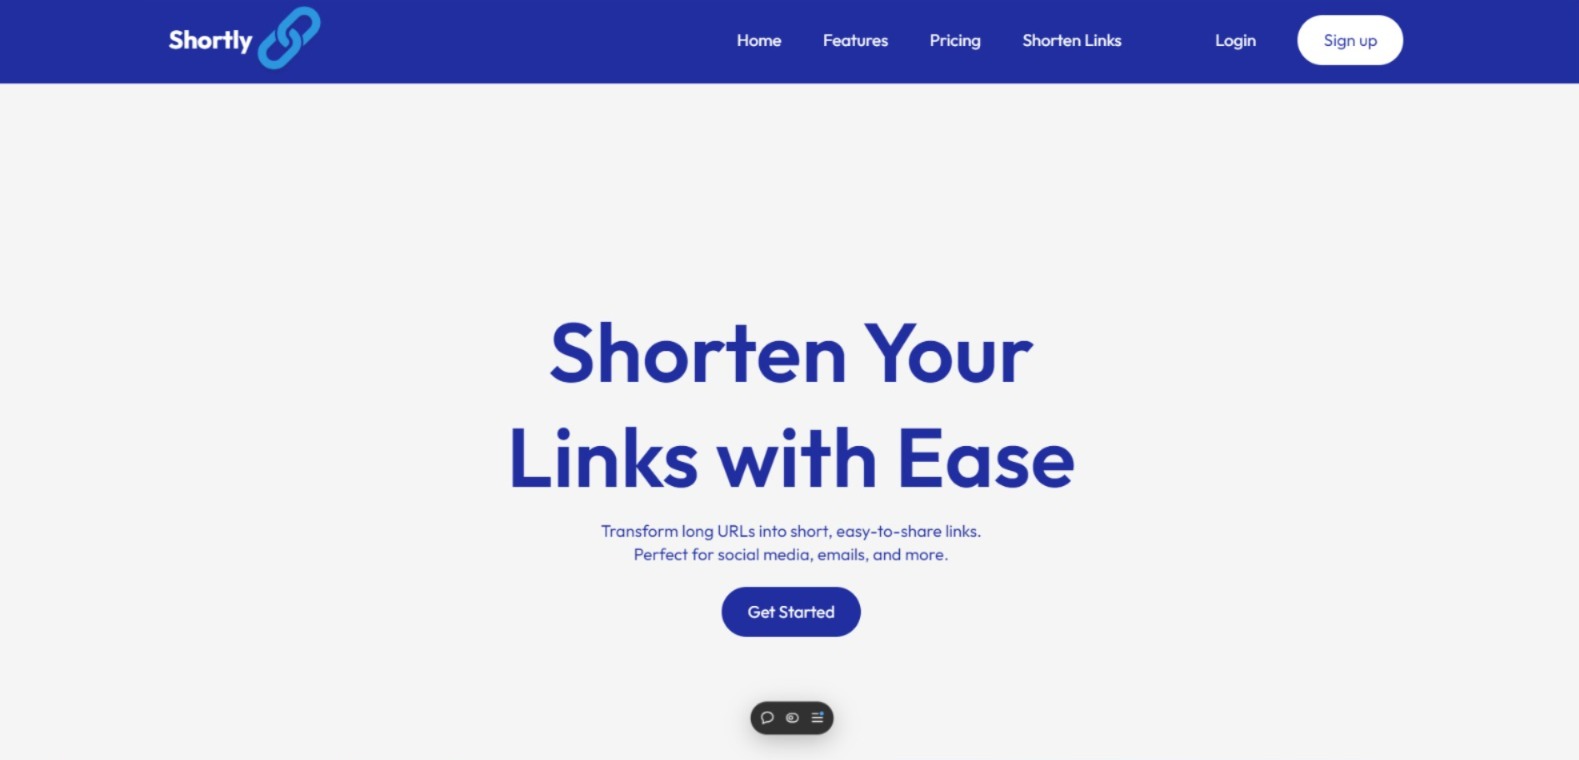 Shortly
Home Features Pricing Shorten Links Login Sign up
Shorten Your
Links with Ease
Transform long URLs into short, easy-to-share links.
Perfect for social media, emails, and more.
Get Started